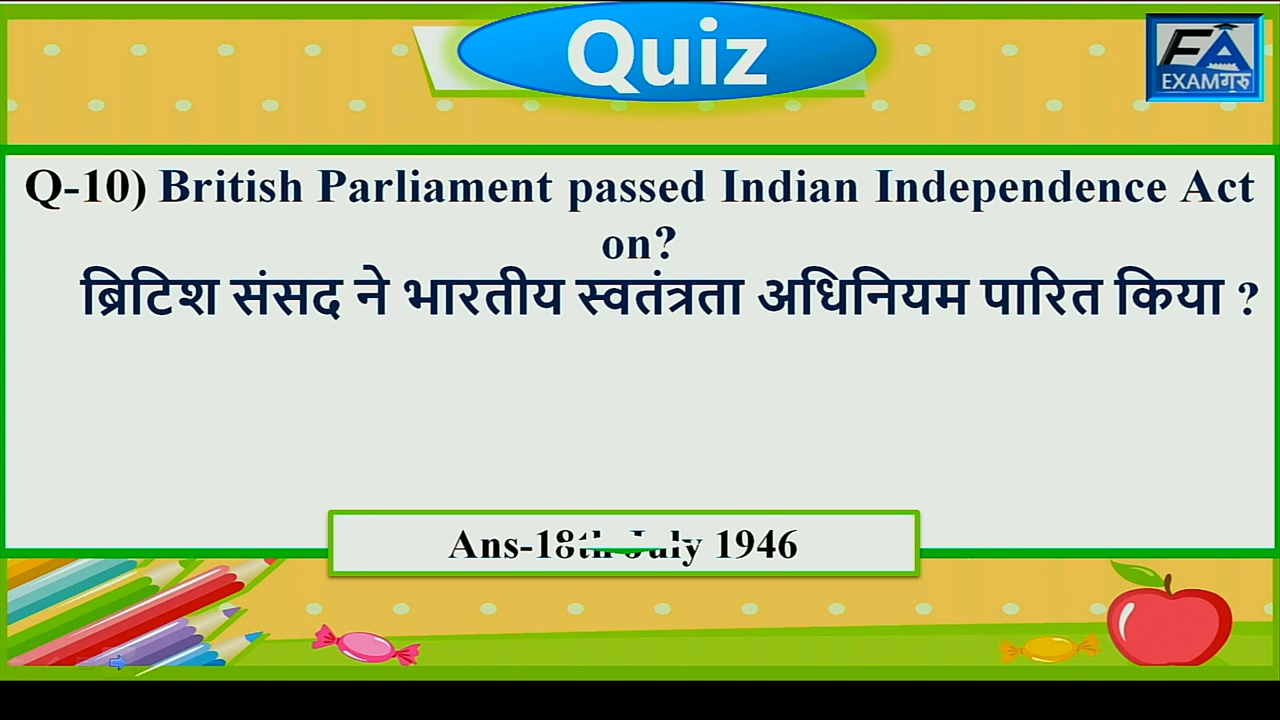 Quiz
EXAMगुरु
Q-10) British Parliament passed Indian Independence Act
on?
ब्रिटिश संसद ने भारतीय स्वतंत्रता अधिनियम पारित किया ?
Ans-18th July 1946